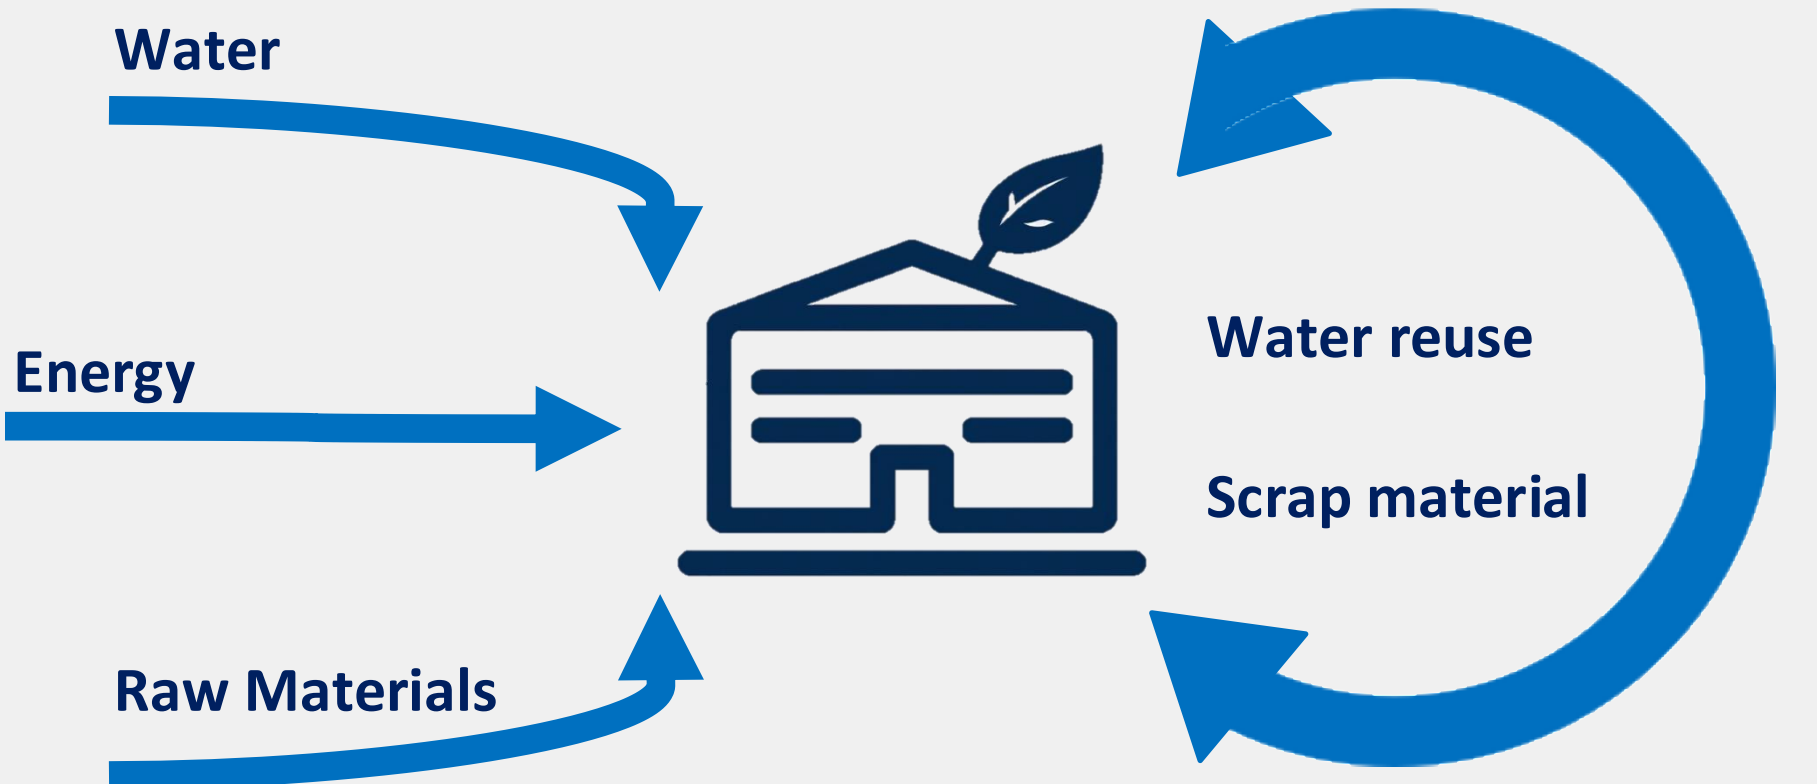 Water
Energy
Water reuse
Scrap material
Raw Materials